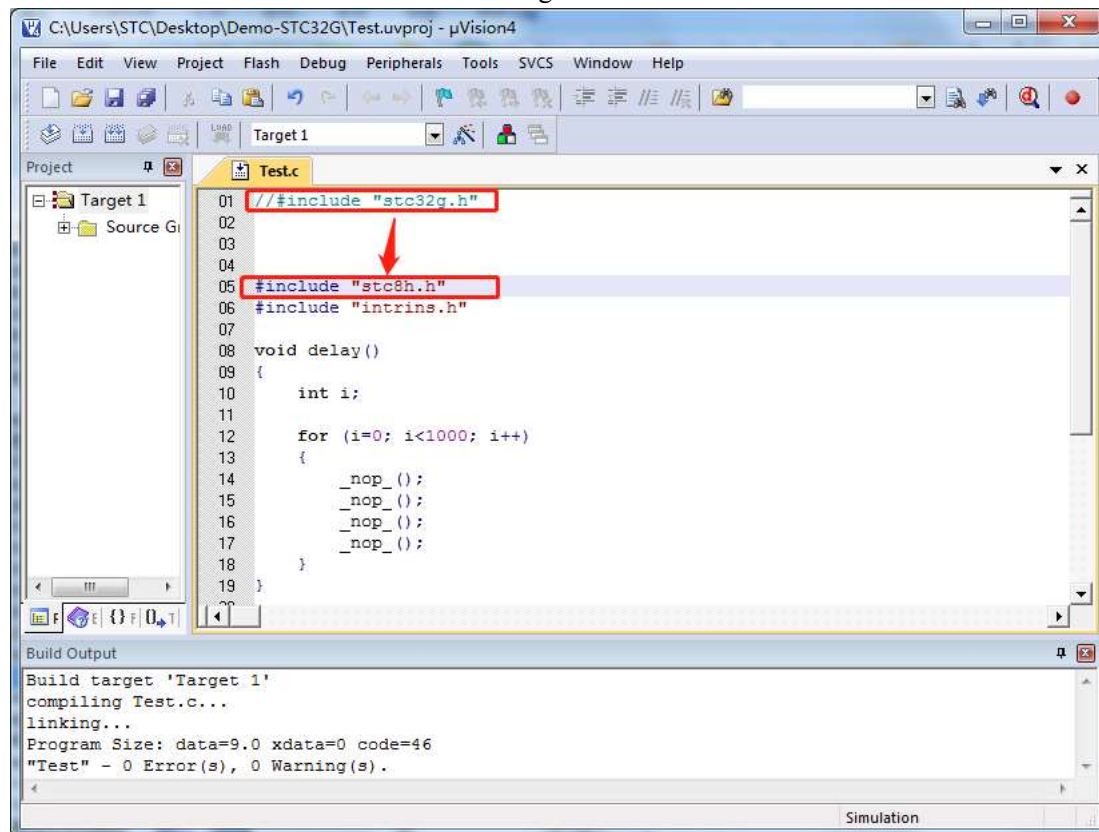 C:\Users\STC\Desktop\Demo-STC32G\Test.uvproj - µVision4
File Edit View Project Flash Debug Peripherals Tools SVCS Window Help
LOAD Target 1
Project
Test.c
Target 1
Source Gr
01 //#include "stc32g.h"
02
03
04
05 #include "stc8h.h"
06 #include "intrins.h"
07
08 void delay()
09 {
10 int i;
11
12 for (i=0; i<1000; i++)
13 {
14 _nop_();
15 _nop_();
16 _nop_();
17 _nop_();
18 }
19 }
Build Output
Build target 'Target 1'
compiling Test.c...
linking...
Program Size: data=9.0 xdata=0 code=46
"Test" - 0 Error(s), 0 Warning(s).
Simulation